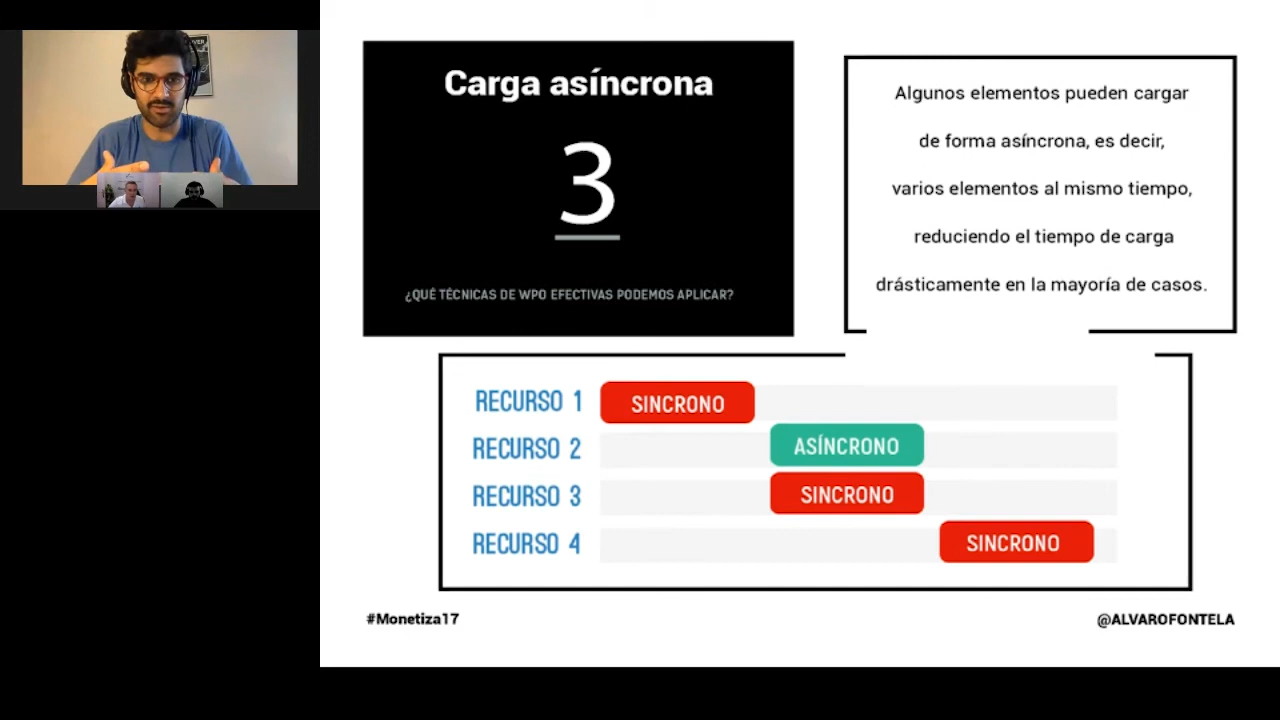 Carga asíncrona
3
¿QUÉ TÉCNICAS DE WPO EFECTIVAS PODEMOS APLICAR?
Algunos elementos pueden cargar
de forma asíncrona, es decir,
varios elementos al mismo tiempo,
reduciendo el tiempo de carga
drásticamente en la mayoría de casos.
RECURSO 1 SINCRONO
RECURSO 2 ASÍNCRONO
RECURSO 3 SINCRONO
RECURSO 4 SINCRONO
#Monetiza17
@ALVAROFONTELA